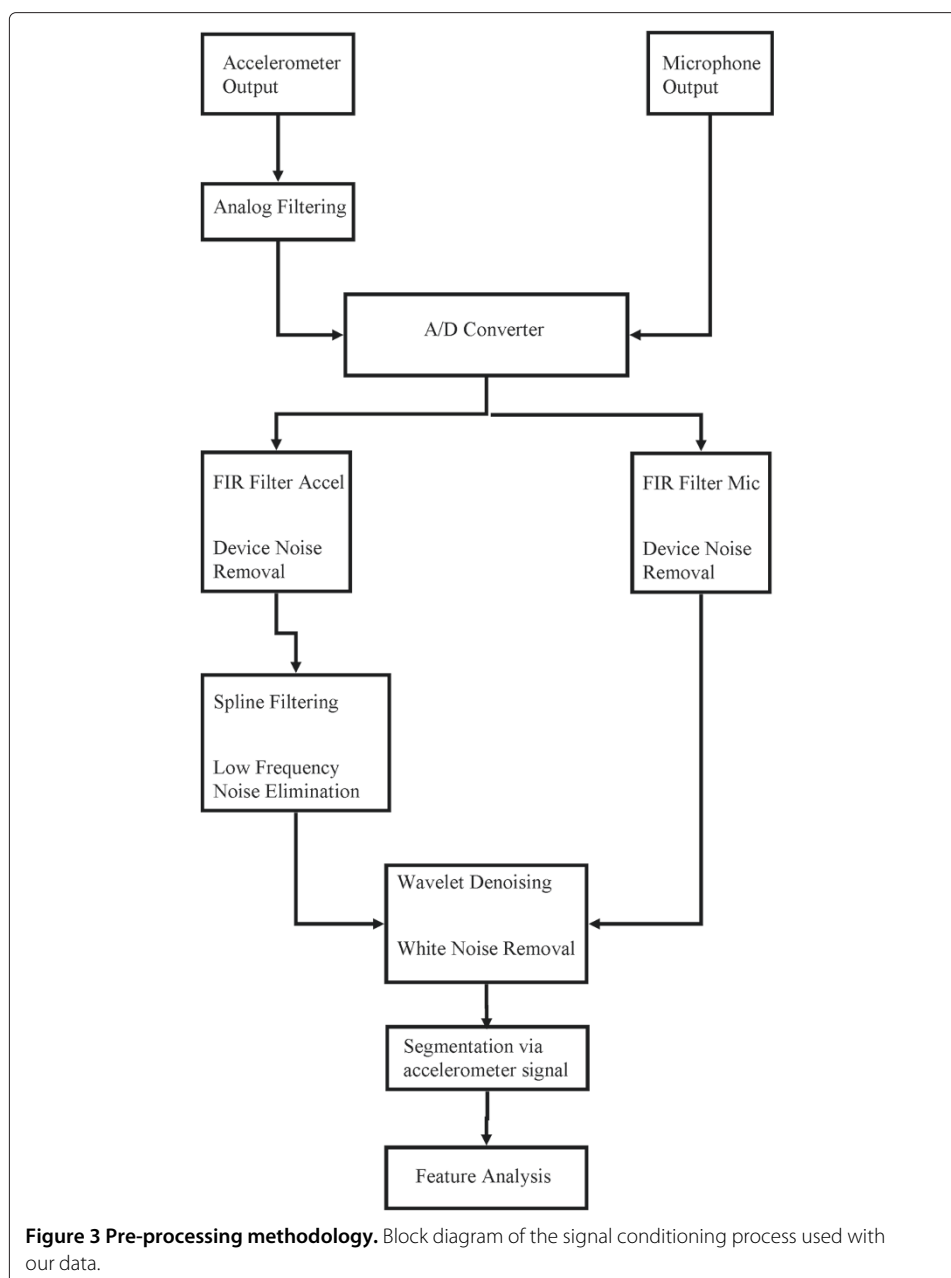 Accelerometer
Output
Microphone
Output
Analog Filtering
A/D Converter
FIR Filter Accel
Device Noise
Removal
FIR Filter Mic
Device Noise
Removal
Spline Filtering
Low Frequency
Noise Elimination
Wavelet Denoising
White Noise Removal
Segmentation via
accelerometer signal
Feature Analysis
Figure 3 Pre-processing methodology. Block diagram of the signal conditioning process used with
our data.